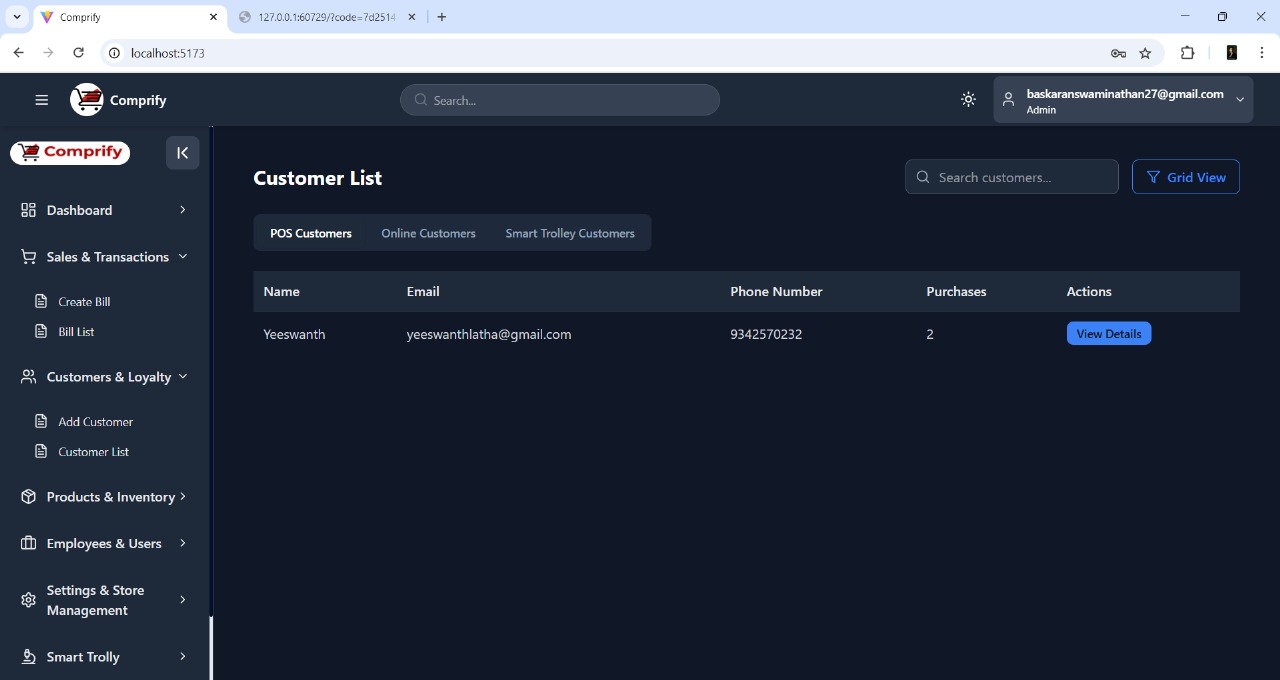 Comprify
127.0.0.1:60729/?code=7d2514
localhost:5173
Comprify
Search...
baskaranswaminathan27@gmail.com
Admin
Comprify
Dashboard
Sales & Transactions
Create Bill
Bill List
Customers & Loyalty
Add Customer
Customer List
Products & Inventory
Employees & Users
Settings & Store
Management
Smart Trolly
Customer List
Search customers...
Grid View
POS Customers Online Customers Smart Trolley Customers
Name Email Phone Number Purchases Actions
Yeeswanth yeeswanthlatha@gmail.com 9342570232 2 View Details